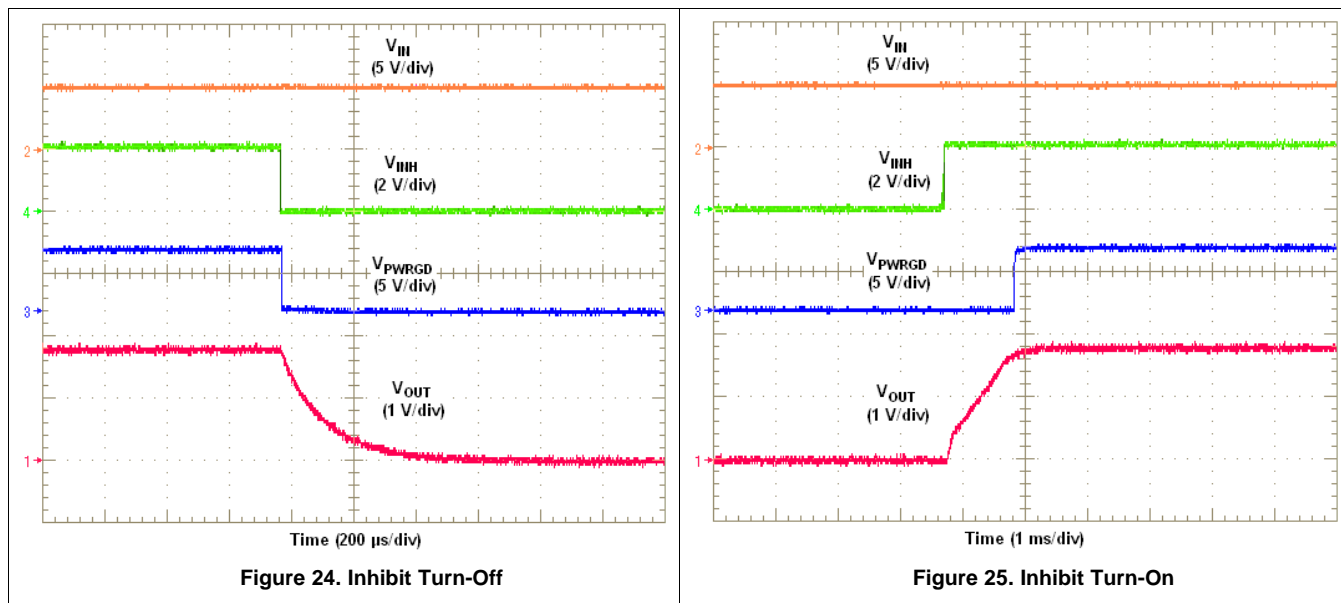 VIN
(5 V/div)
2
VINH
(2 V/div)
4
VPWRGD
(5 V/div)
3
VOUT
(1 V/div)
1
Time (200 µs/div)
Figure 24. Inhibit Turn-Off
VIN
(5 V/div)
2
VINH
(2 V/div)
4
VPWRGD
(5 V/div)
3
VOUT
(1 V/div)
1
Time (1 ms/div)
Figure 25. Inhibit Turn-On